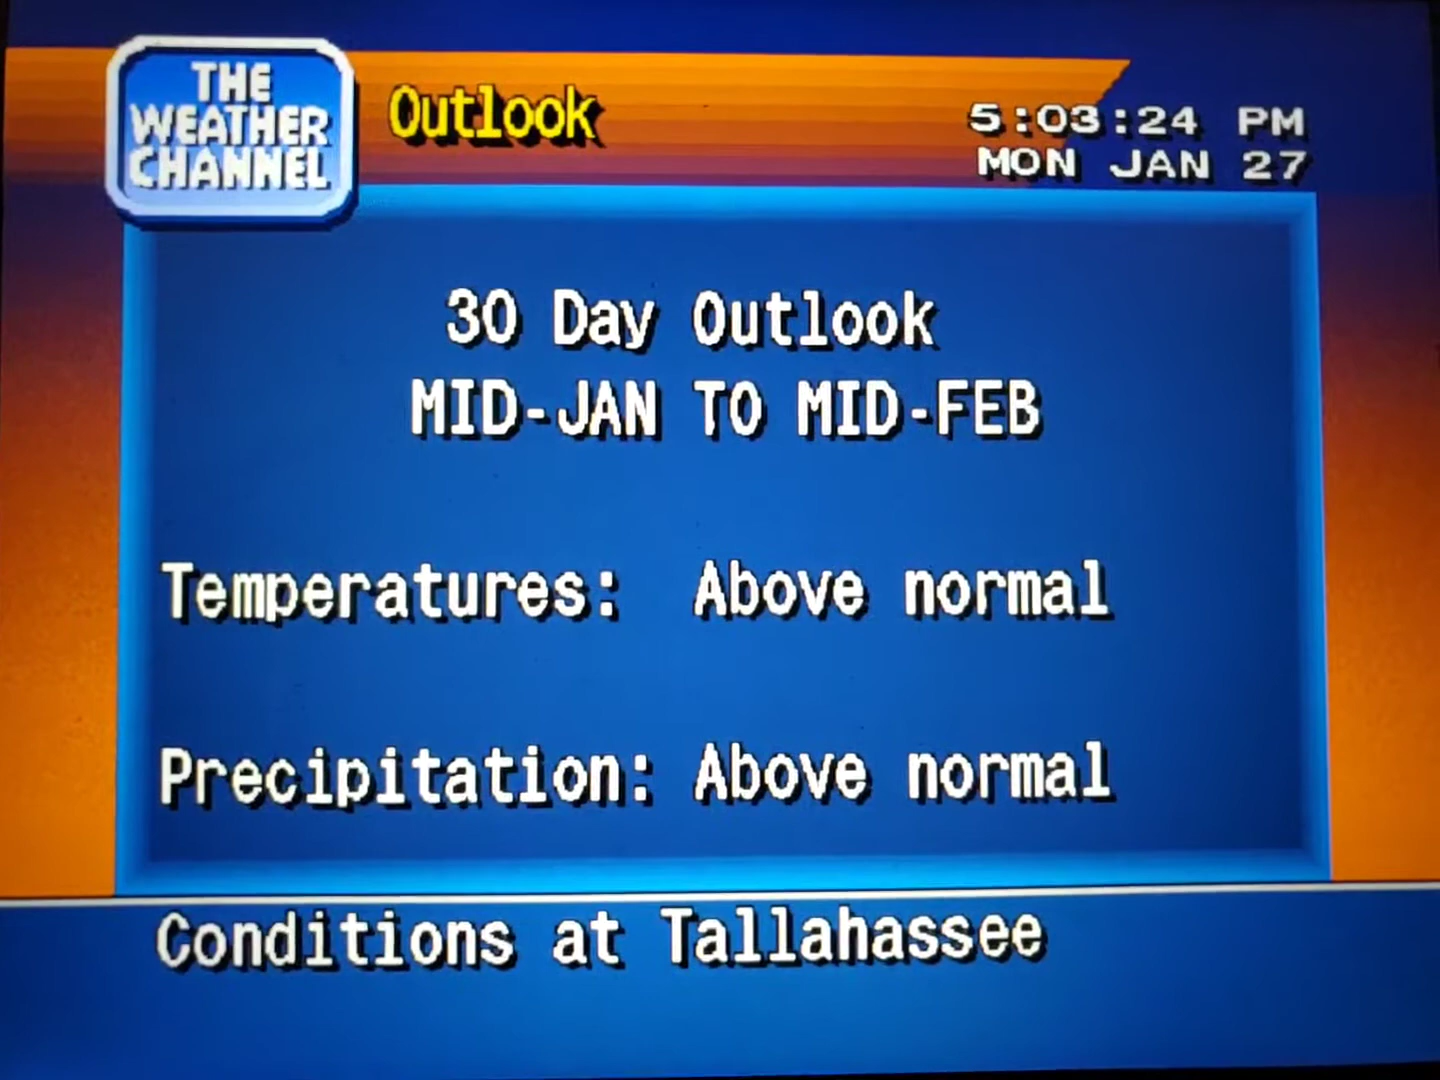 THE
WEATHER
CHANNEL
Outlook
5:03:24 PM
MON JAN 27
30 Day Outlook
MID-JAN TO MID-FEB
Temperatures: Above normal
Precipitation: Above normal
Conditions at Tallahassee